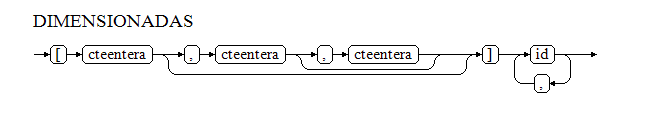 DIMENSIONADAS
[ cteentera , cteentera , cteentera ] id
,